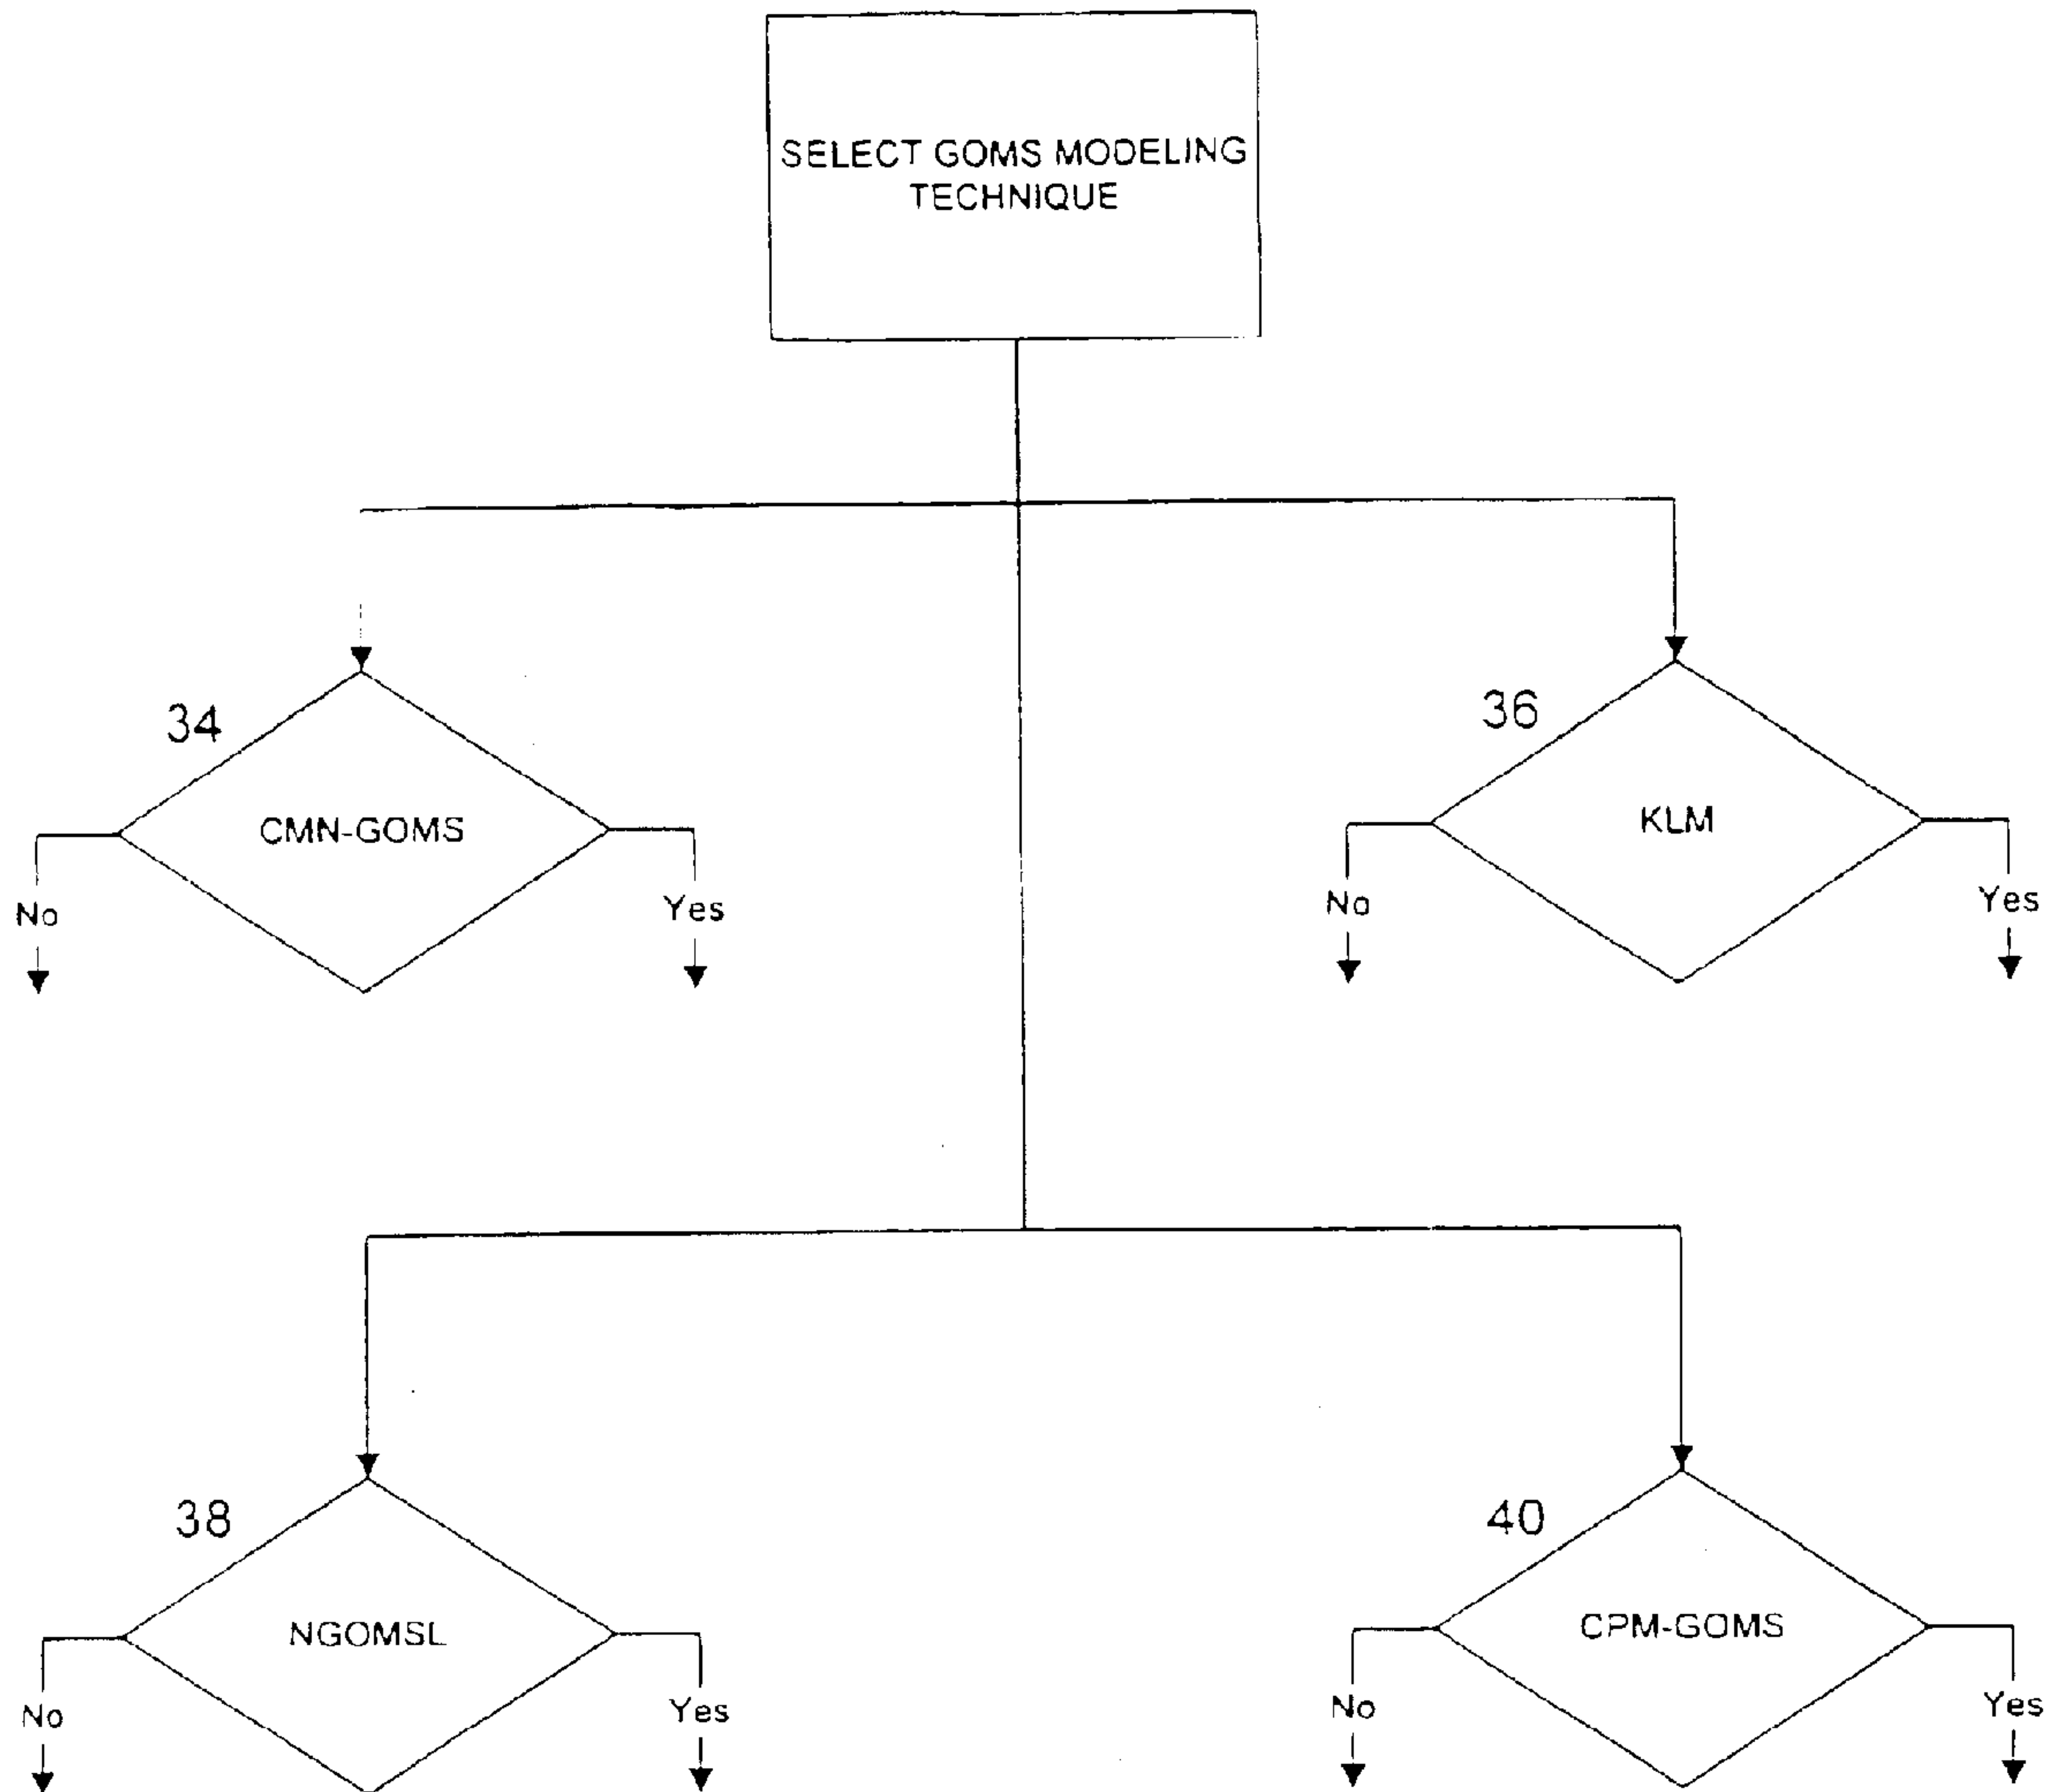 SELECT GOMS MODELING
TECHNIQUE
34
CMN-GOMS
No
Yes
36
KLM
No
Yes
38
NGOMSL
No
Yes
40
CPM-GOMS
No
Yes